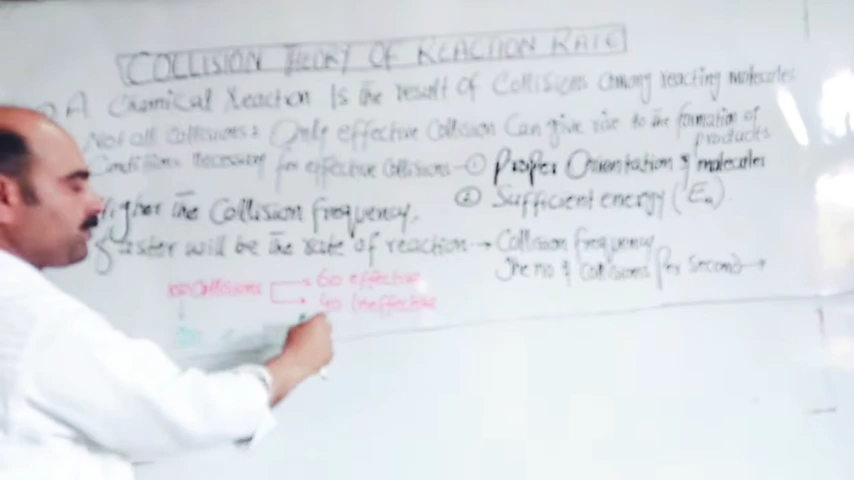 COLLISION THEORY OF REACTION RATE
A Chemical reaction Is the result of Collisions among reacting molecules
Not all Collisions: Only effective Collision Can give rise to the formation of products
Conditions necessary for effective Collisions - ① Proper Orientation of molecules
② Sufficient energy (Ea)
Higher the Collision frequency,
faster will be the rate of reaction → Collision frequency
The no of Collisions Per Second →
100 Collisions → 60 effective
→ 40 Ineffective